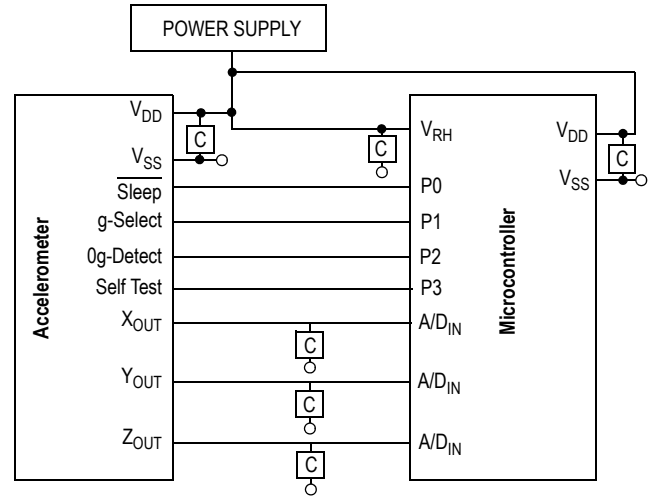 POWER SUPPLY
Accelerometer
V_DD
C
V_SS
Sleep
g-Select
0g-Detect
Self Test
X_OUT
Y_OUT
Z_OUT
C
C
C
C
Microcontroller
V_RH
P0
P1
P2
P3
A/D_IN
A/D_IN
A/D_IN
V_DD
C
V_SS